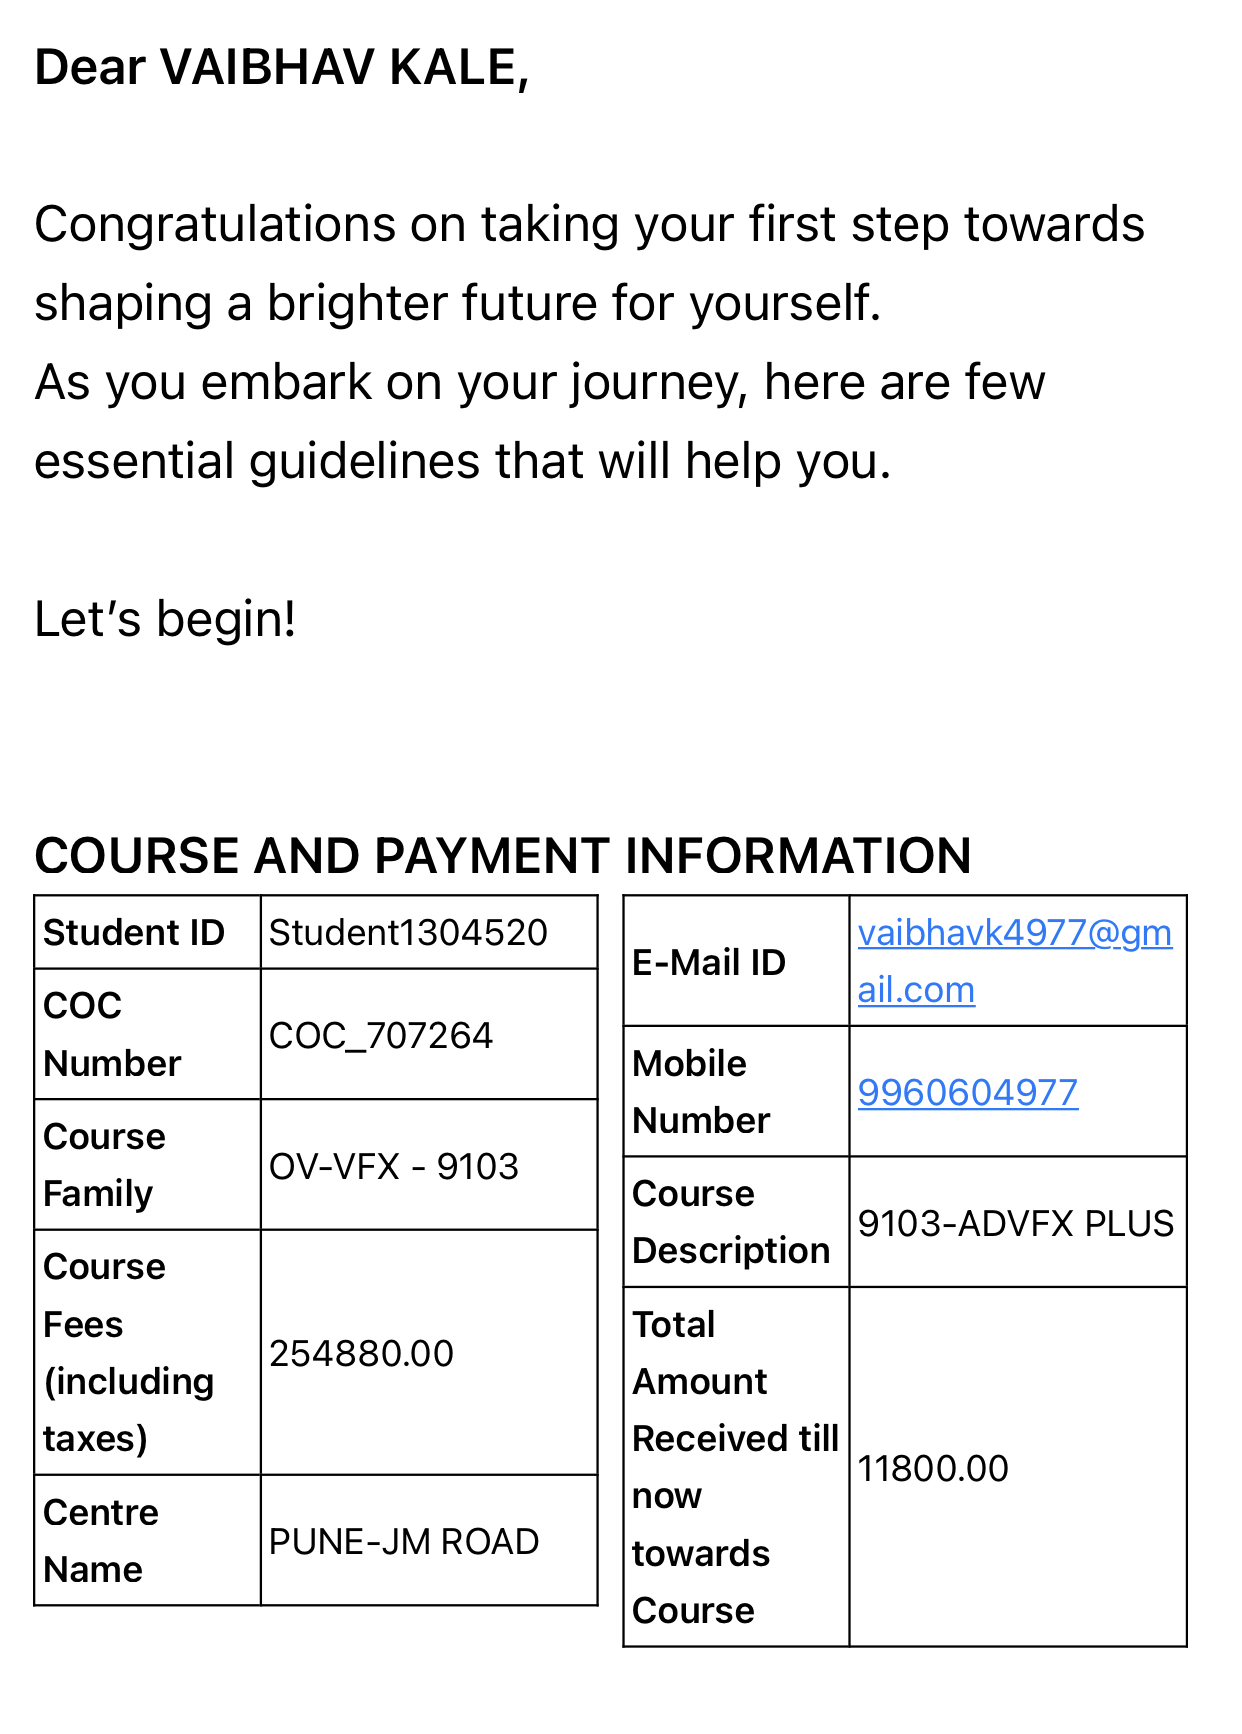 Dear VAIBHAV KALE,
Congratulations on taking your first step towards
shaping a brighter future for yourself.
As you embark on your journey, here are few
essential guidelines that will help you.
Let’s begin!
COURSE AND PAYMENT INFORMATION
Student ID
Student1304520
COC
Number
COC_707264
Course
Family
OV-VFX - 9103
Course
Fees
(including
taxes)
254880.00
Centre
Name
PUNE-JM ROAD
E-Mail ID
vaibhavk4977@gm
ail.com
Mobile
Number
9960604977
Course
Description
9103-ADVFX PLUS
Total
Amount
Received till
now
towards
Course
11800.00